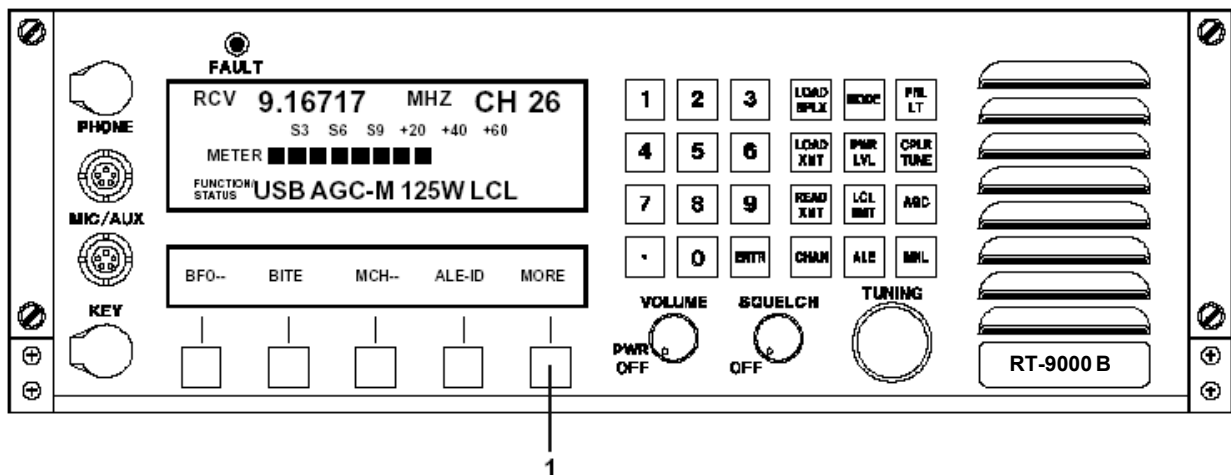 FAULT
RCV 9.16717 MHZ CH 26
S3 S6 S9 +20 +40 +60
METER
FUNCTION/
STATUS USB AGC-M 125W LCL
BFO-- BITE MCH-- ALE-ID MORE
PHONE
MIC/AUX
KEY
1 2 3
LOAD
SPLX
MODE
PNL
LT
4 5 6
LOAD
XMT
PWR
LVL
CPLR
TUNE
7 8 9
READ
XMT
LCL
RMT
AGC
. 0 ENTR CHAN ALE MNL
VOLUME SQUELCH TUNING
PWR
OFF
OFF
RT-9000 B
1